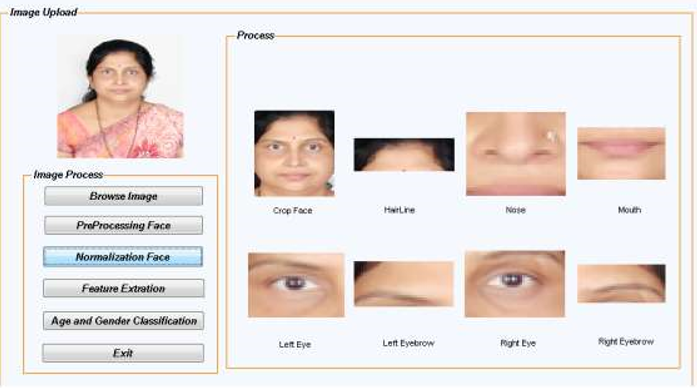 Image Upload
Process
Crop Face
HairLine
Nose
Mouth
Left Eye
Left Eyebrow
Right Eye
Right Eyebrow
Image Process
Browse Image
PreProcessing Face
Normalization Face
Feature Extration
Age and Gender Classification
Exit